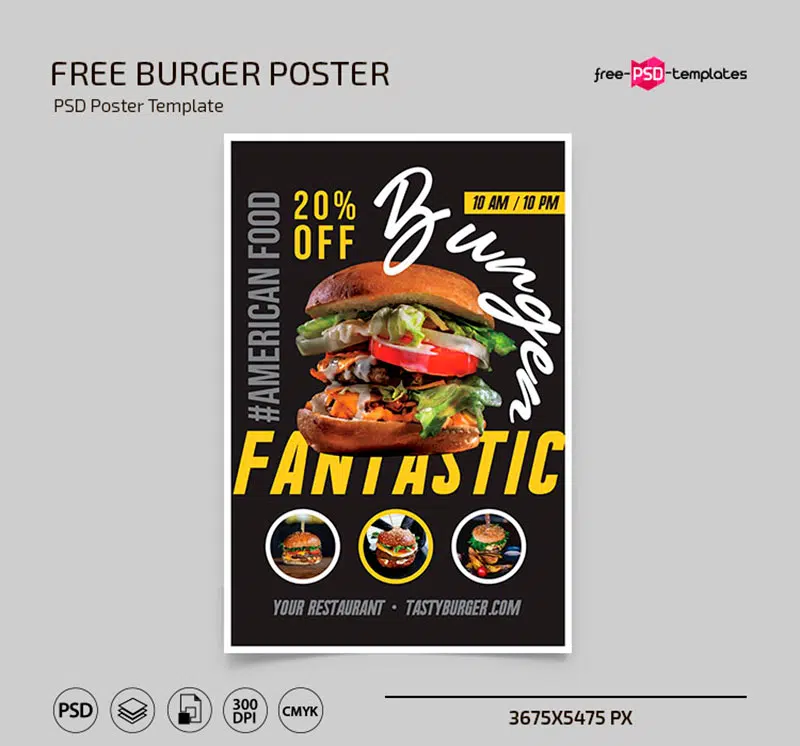 FREE BURGER POSTER
PSD Poster Template
free-PSD-templates
#AMERICAN FOOD
20%
OFF
Burger
10 AM / 10 PM
FANTASTIC
YOUR RESTAURANT • TASTYBURGER.COM
PSD
300
DPI
CMYK
3675X5475 PX